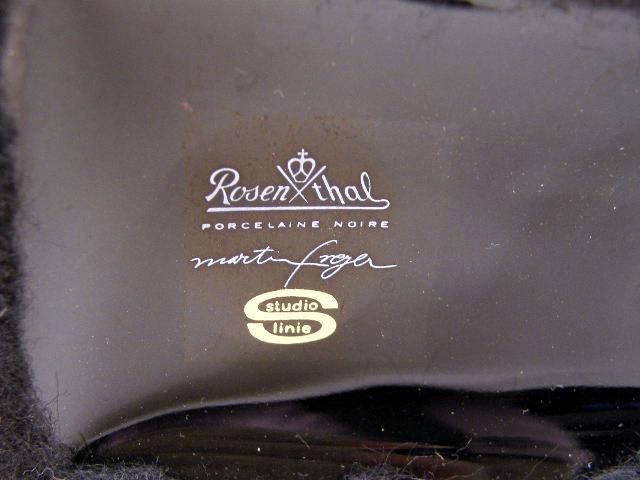 Rosenthal
PORCELAINE NOIRE
martin freyer
studio
linie